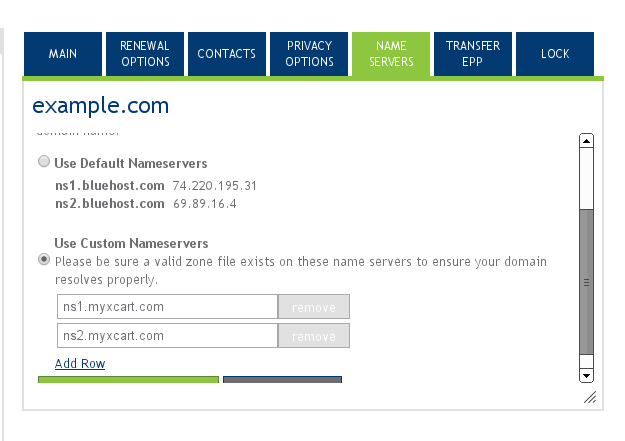 MAIN
RENEWAL
OPTIONS
CONTACTS
PRIVACY
OPTIONS
NAME
SERVERS
TRANSFER
EPP
LOCK
example.com
domain name.
Use Default Nameservers
ns1.bluehost.com 74.220.195.31
ns2.bluehost.com 69.89.16.4
Use Custom Nameservers
Please be sure a valid zone file exists on these name servers to ensure your domain
resolves properly.
ns1.myxcart.com remove
ns2.myxcart.com remove
Add Row